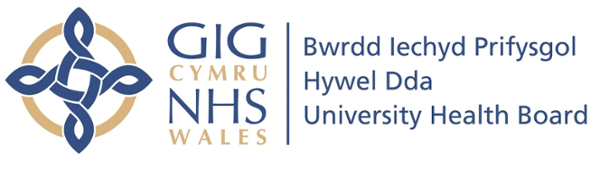 GIG
CYMRU
NHS
WALES
Bwrdd Iechyd Prifysgol
Hywel Dda
University Health Board